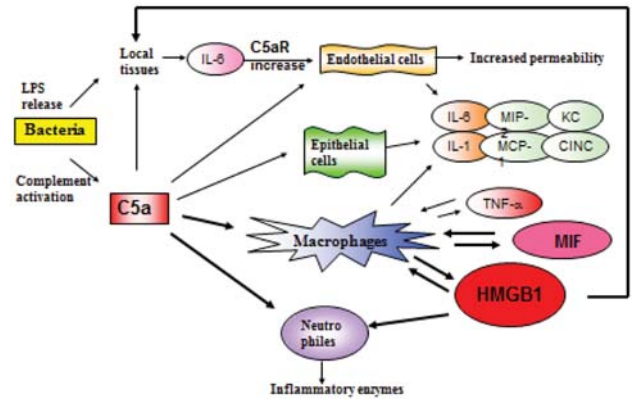 C5aR
increase
Local
tissues
IL-6
Endothelial cells
Increased permeability
LPS
release
Bacteria
IL-6
MIP-
2
KC
IL-1
MCP-
1
CINC
Epithelial
cells
Complement
activation
C5a
TNF-α
Macrophages
MIF
HMGB1
Neutro
philes
Inflammatory enzymes